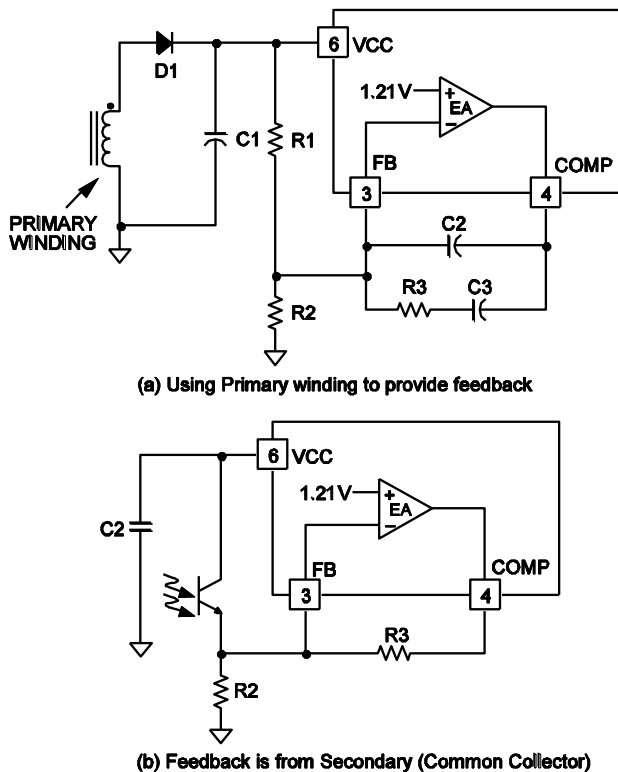 6 VCC
D1
1.21V
+
EA
−
C1
R1
FB
COMP
3
4
PRIMARY
WINDING
C2
R3
C3
R2
(a) Using Primary winding to provide feedback
6 VCC
1.21V
+
EA
−
C2
FB
COMP
3
4
R3
R2
(b) Feedback is from Secondary (Common Collector)